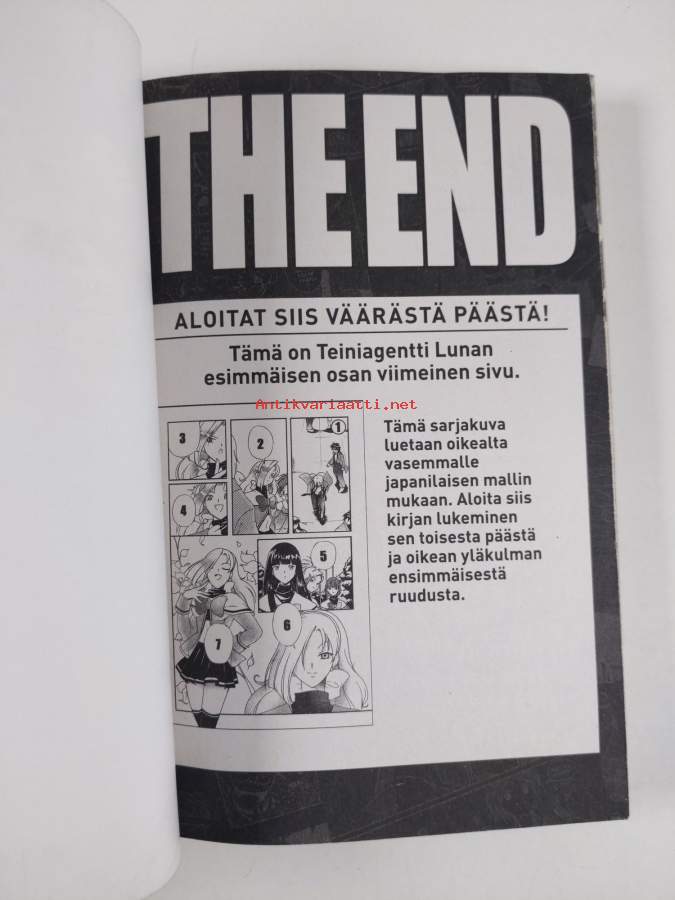 THE END
ALOITAT SIIS VÄÄRÄSTÄ PÄÄSTÄ!
Tämä on Teiniagentti Lunan
esimmäisen osan viimeinen sivu.
Antikvariaatti.net
3
2
1
4
5
6
7
Tämä sarjakuva
luetaan oikealta
vasemmalle
japanilaisen mallin
mukaan. Aloita siis
kirjan lukeminen
sen toisesta päästä
ja oikean yläkulman
ensimmäisestä
ruudusta.